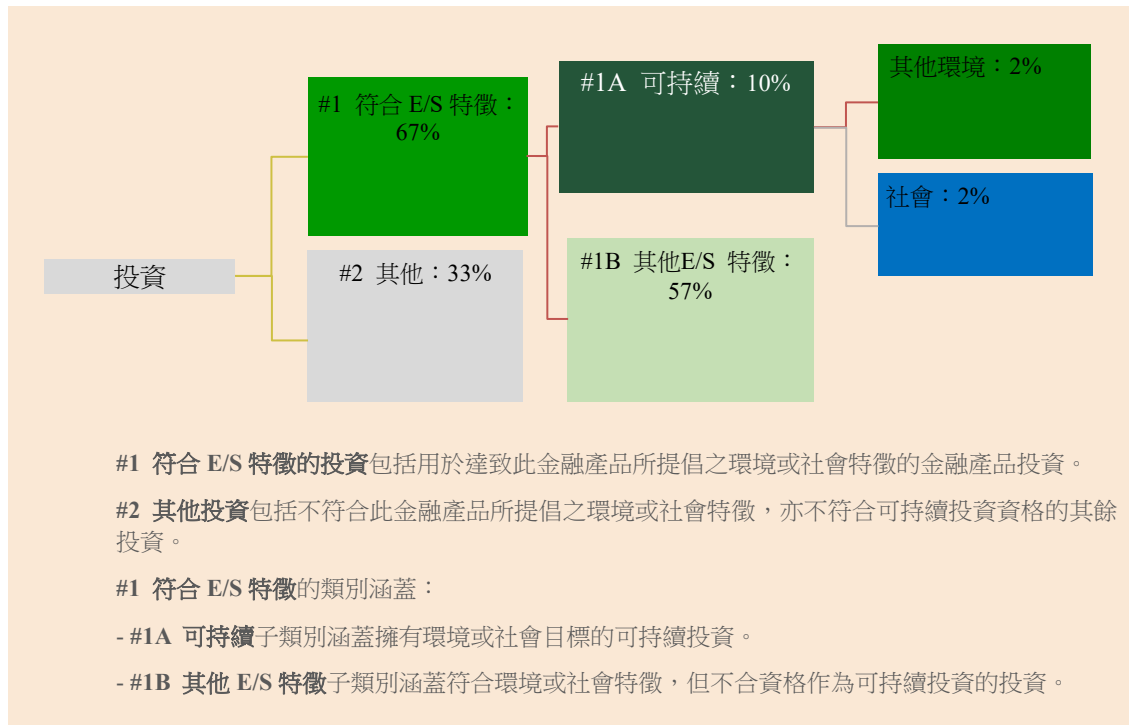 投資
#1 符合 E/S 特徵：
67%
#2 其他：33%
#1A 可持續：10%
#1B 其他E/S 特徵：
57%
其他環境：2%
社會：2%
#1 符合 E/S 特徵的投資包括用於達致此金融產品所提倡之環境或社會特徵的金融產品投資。
#2 其他投資包括不符合此金融產品所提倡之環境或社會特徵，亦不符合可持續投資資格的其餘
投資。
#1 符合 E/S 特徵的類別涵蓋：
- #1A 可持續子類別涵蓋擁有環境或社會目標的可持續投資。
- #1B 其他 E/S 特徵子類別涵蓋符合環境或社會特徵，但不合資格作為可持續投資的投資。